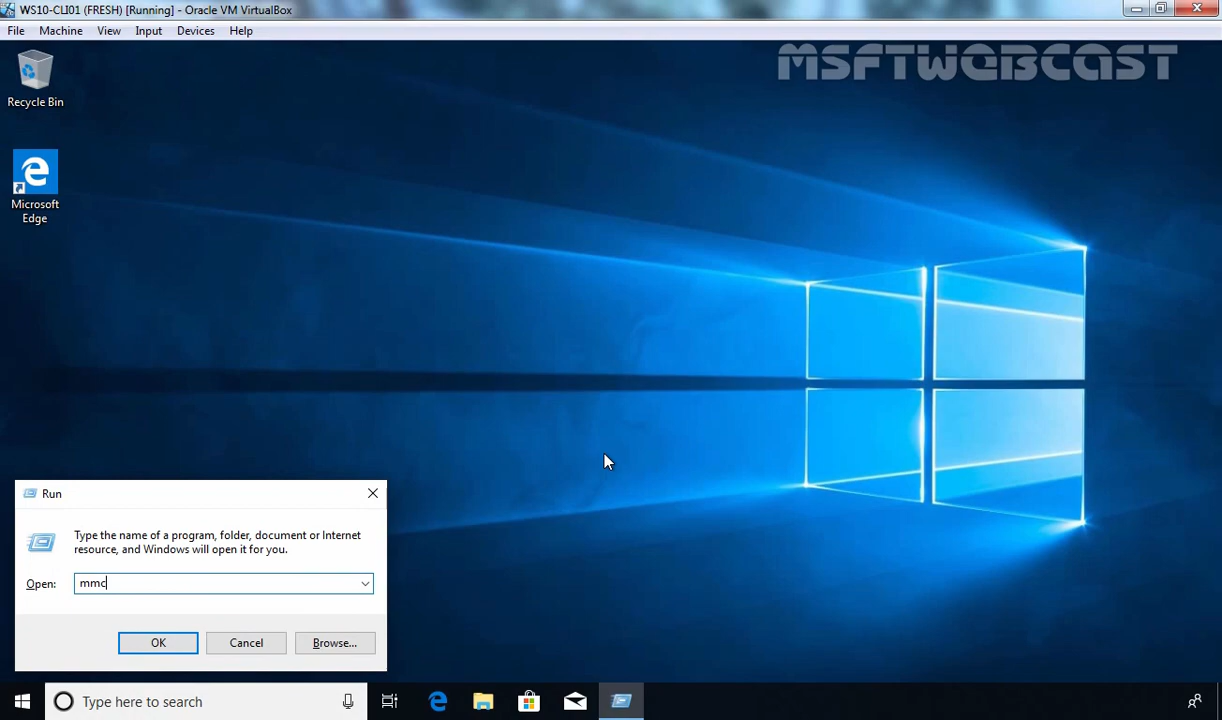 WS10-CLI01 (FRESH) [Running] - Oracle VM VirtualBox
File Machine View Input Devices Help
MSFTWEBCAST
Recycle Bin
Microsoft
Edge
Run
Type the name of a program, folder, document or Internet
resource, and Windows will open it for you.
Open: mmc
OK Cancel Browse...
Type here to search